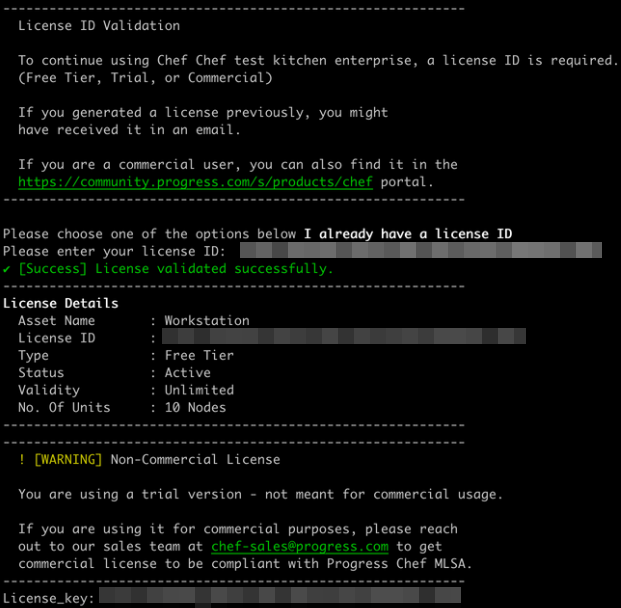 License ID Validation
To continue using Chef Chef test kitchen enterprise, a license ID is required.
(Free Tier, Trial, or Commercial)
If you generated a license previously, you might
have received it in an email.
If you are a commercial user, you can also find it in the
https://community.progress.com/s/products/chef portal.
Please choose one of the options below I already have a license ID
Please enter your license ID:
✔ [Success] License validated successfully.
License Details
Asset Name : Workstation
License ID :
Type : Free Tier
Status : Active
Validity : Unlimited
No. Of Units : 10 Nodes
! [WARNING] Non-Commercial License
You are using a trial version - not meant for commercial usage.
If you are using it for commercial purposes, please reach
out to our sales team at chef-sales@progress.com to get
commercial license to be compliant with Progress Chef MLSA.
License_key: